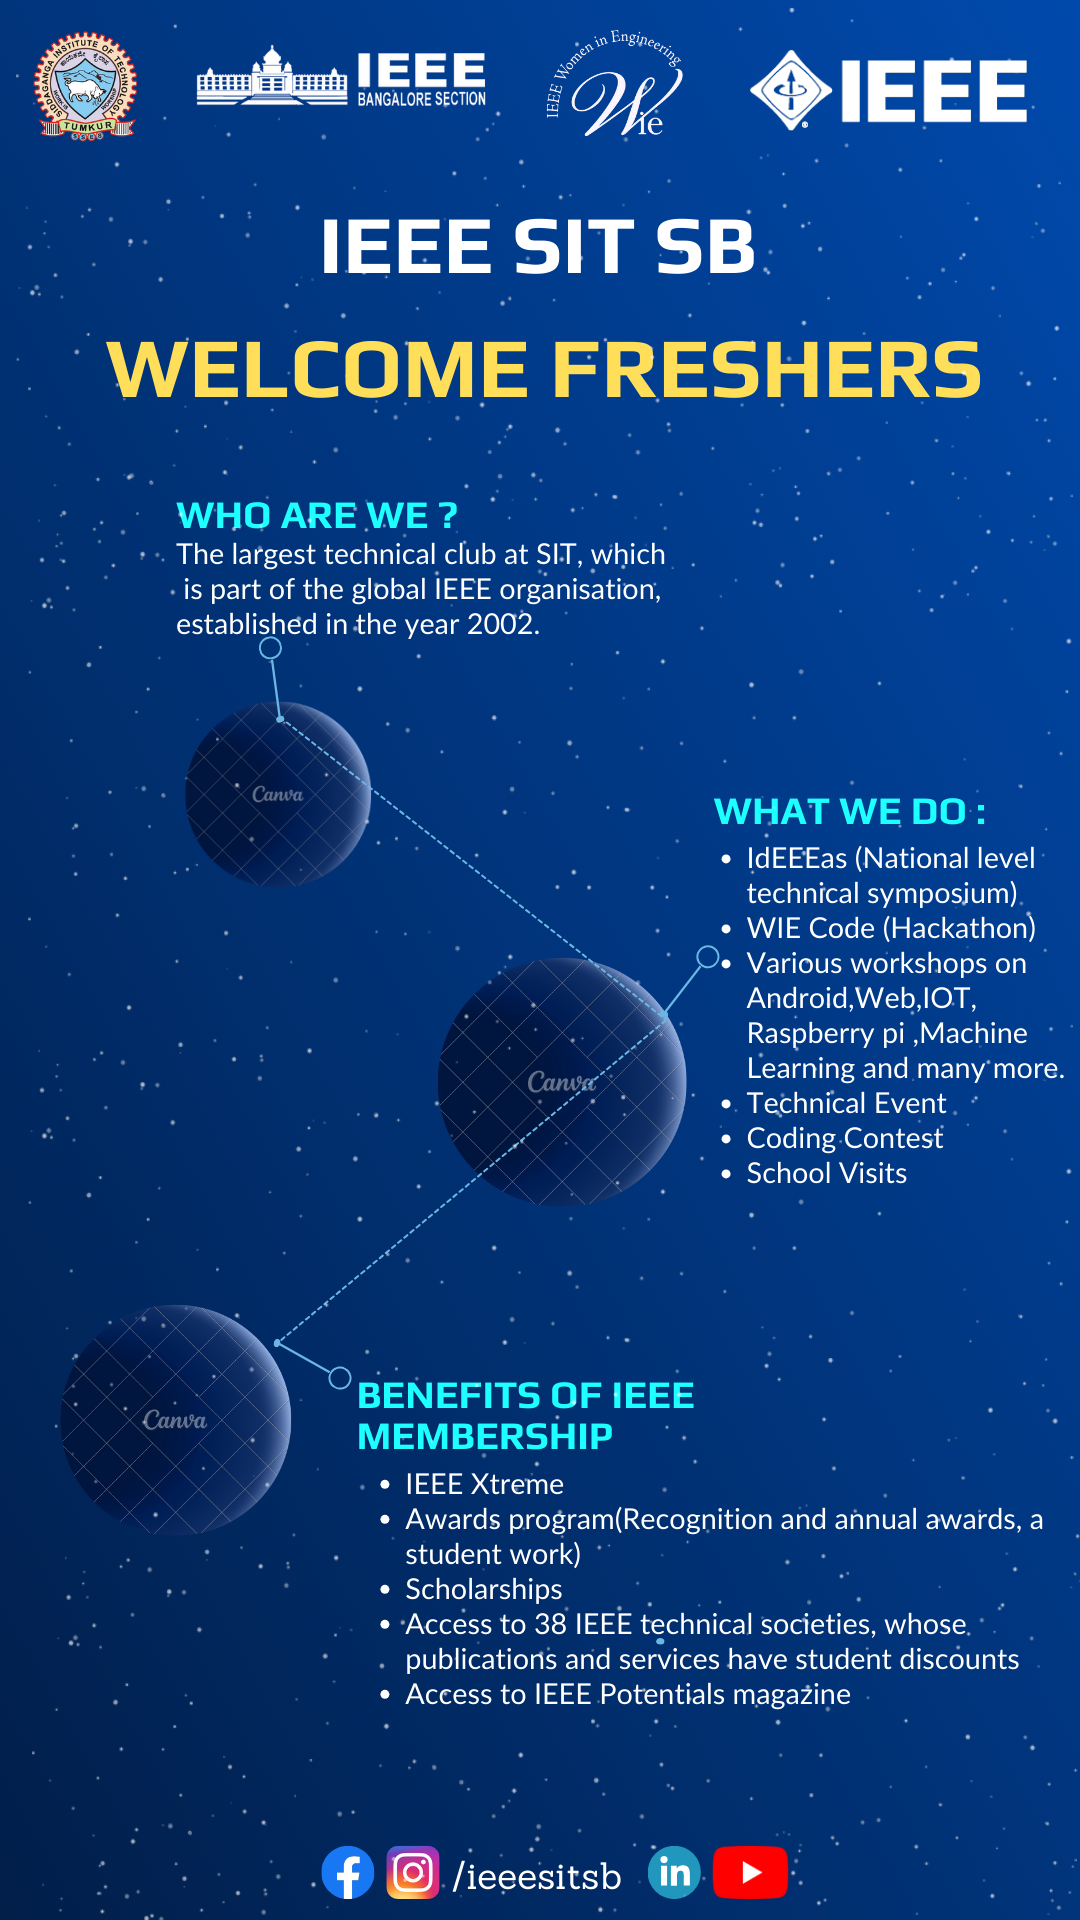 SIDDAGANGA INSTITUTE OF TECHNOLOGY
TUMKUR
IEEE
BANGALORE SECTION
IEEE Women in Engineering
Wie
IEEE
IEEE SIT SB
WELCOME FRESHERS
WHO ARE WE ?
The largest technical club at SIT, which
is part of the global IEEE organisation,
established in the year 2002.
Canva
WHAT WE DO :
• IdEEEas (National level
technical symposium)
• WIE Code (Hackathon)
• Various workshops on
Android,Web,IOT,
Raspberry pi ,Machine
Learning and many more.
• Technical Event
• Coding Contest
• School Visits
Canva
Canva
BENEFITS OF IEEE
MEMBERSHIP
• IEEE Xtreme
• Awards program(Recognition and annual awards, a
student work)
• Scholarships
• Access to 38 IEEE technical societies, whose
publications and services have student discounts
• Access to IEEE Potentials magazine
/ieeesitsb
in